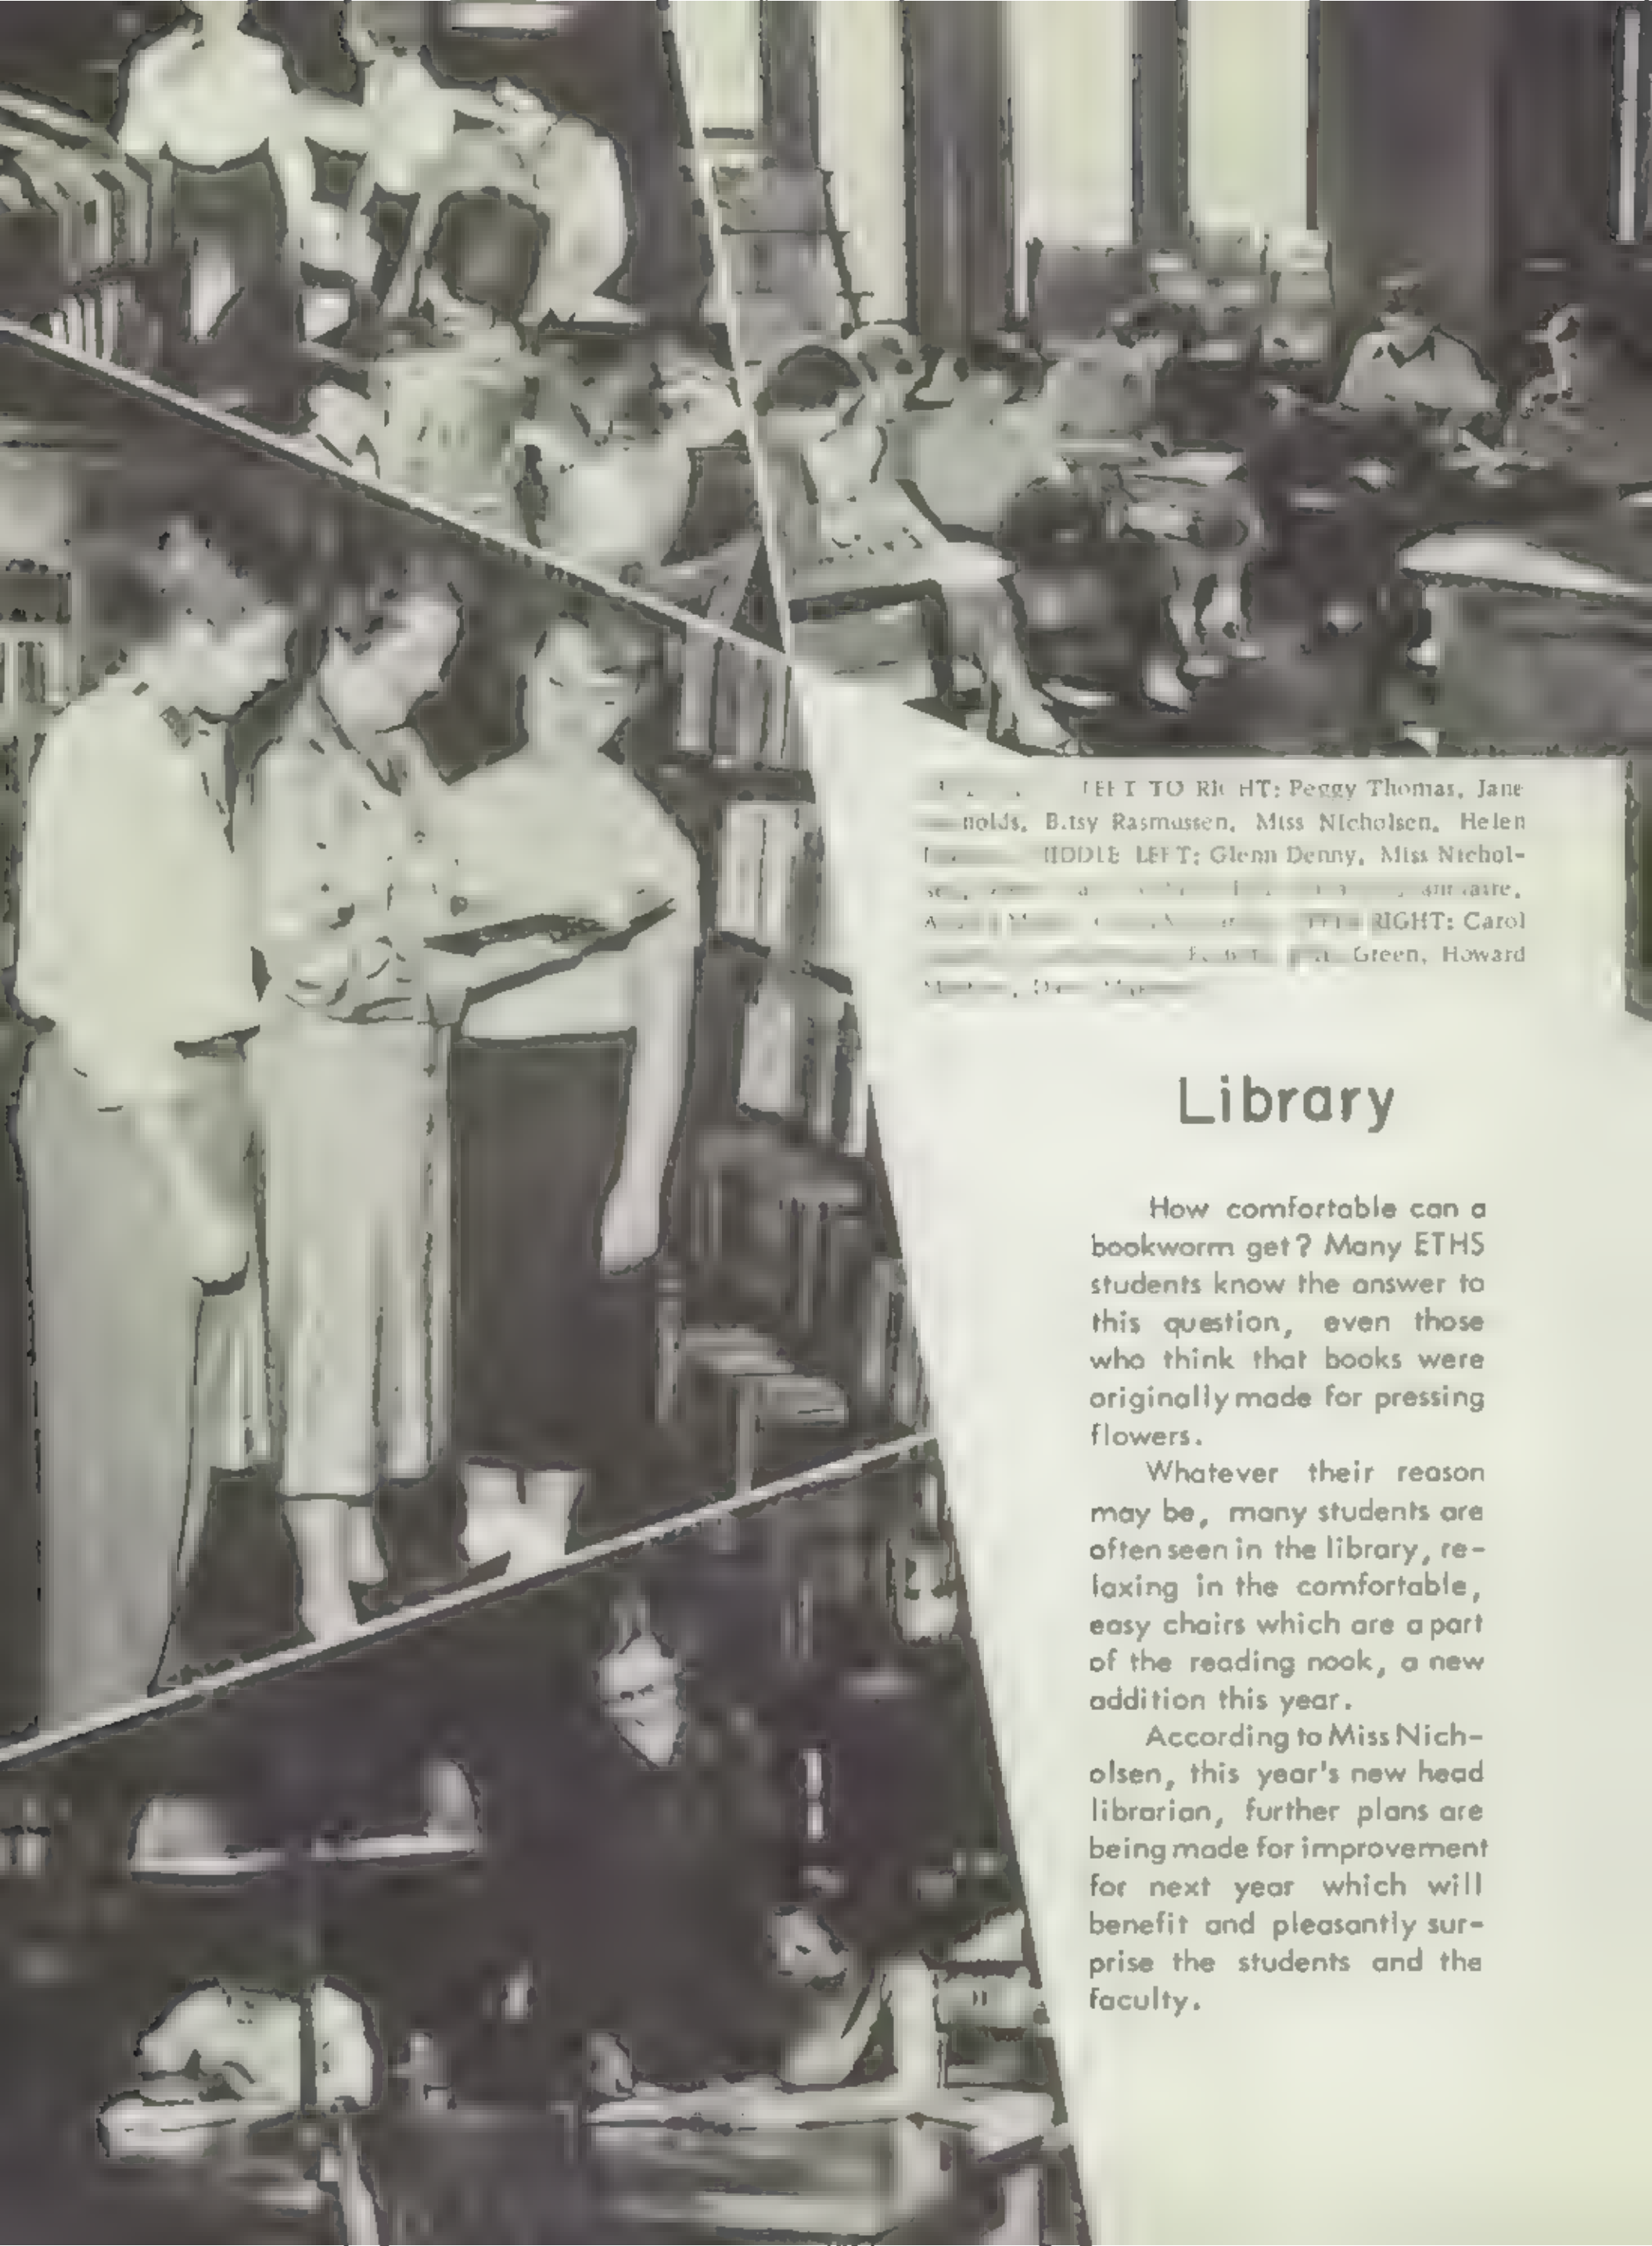 TO RIGHT: Peggy Thomas, Jane
Rasmussen, Miss Nicholsen, Helen
LEFT: Glenn Denny, Miss Nichol-
RIGHT: Carol
Green, Howard
Library
How comfortable can a
bookworm get? Many ETHS
students know the answer to
this question, even those
who think that books were
originally made for pressing
flowers.
Whatever their reason
may be, many students are
often seen in the library, re-
laxing in the comfortable,
easy chairs which are a part
of the reading nook, a new
addition this year.
According to Miss Nich-
olsen, this year's new head
librarian, further plans are
being made for improvement
for next year which will
benefit and pleasantly sur-
prise the students and the
faculty.